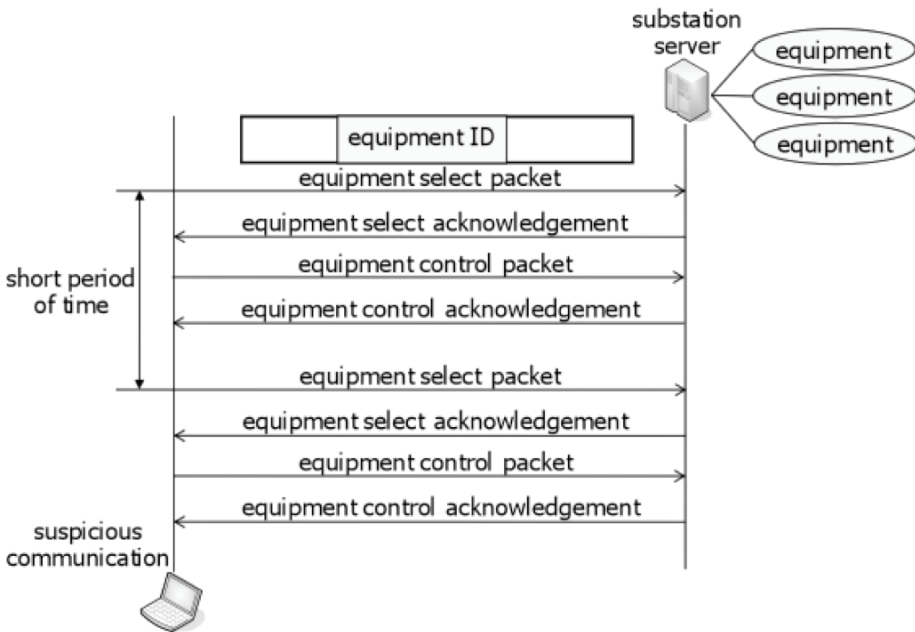 substation
server
equipment
equipment
equipment
equipment ID
equipment select packet
equipment select acknowledgement
equipment control packet
short period
of time
equipment control acknowledgement
equipment select packet
equipment select acknowledgement
equipment control packet
equipment control acknowledgement
suspicious
communication